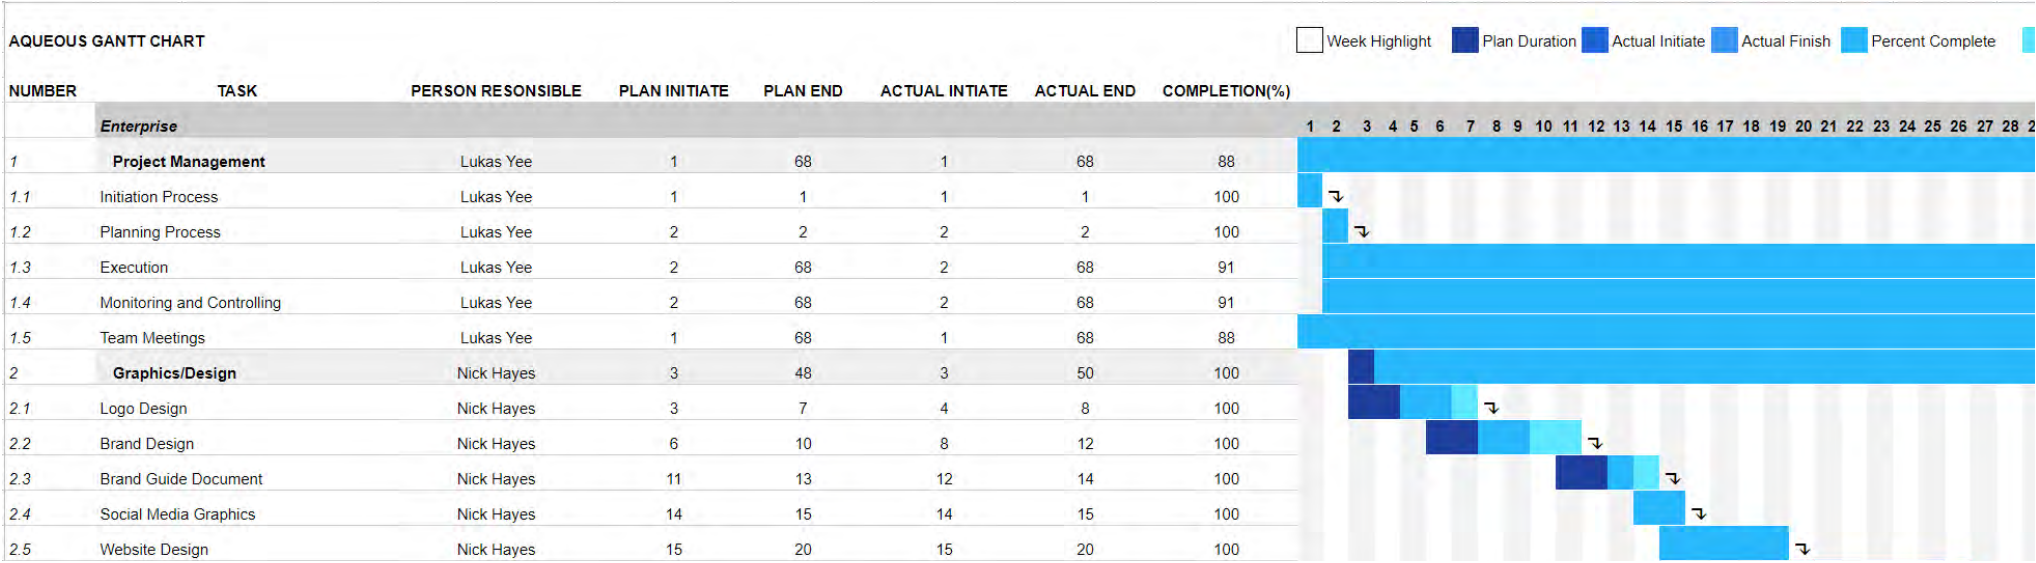 AQUEOUS GANTT CHART Week Highlight Plan Duration Actual Initiate Actual Finish Percent Complete
NUMBER TASK PERSON RESONSIBLE PLAN INITIATE PLAN END ACTUAL INTIATE ACTUAL END COMPLETION(%)
Enterprise 1 2 3 4 5 6 7 8 9 10 11 12 13 14 15 16 17 18 19 20 21 22 23 24 25 26 27 28
1 Project Management Lukas Yee 1 68 1 68 88
1.1 Initiation Process Lukas Yee 1 1 1 1 100
1.2 Planning Process Lukas Yee 2 2 2 2 100
1.3 Execution Lukas Yee 2 68 2 68 91
1.4 Monitoring and Controlling Lukas Yee 2 68 2 68 91
1.5 Team Meetings Lukas Yee 1 68 1 68 88
2 Graphics/Design Nick Hayes 3 48 3 50 100
2.1 Logo Design Nick Hayes 3 7 4 8 100
2.2 Brand Design Nick Hayes 6 10 8 12 100
2.3 Brand Guide Document Nick Hayes 11 13 12 14 100
2.4 Social Media Graphics Nick Hayes 14 15 14 15 100
2.5 Website Design Nick Hayes 15 20 15 20 100